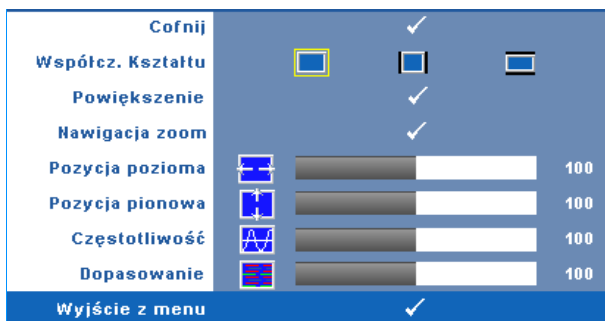 Cofnij
Współcz. Kształtu
Powiększenie
Nawigacja zoom
Pozycja pozioma 100
Pozycja pionowa 100
Częstotliwość 100
Dopasowanie 100
Wyjście z menu